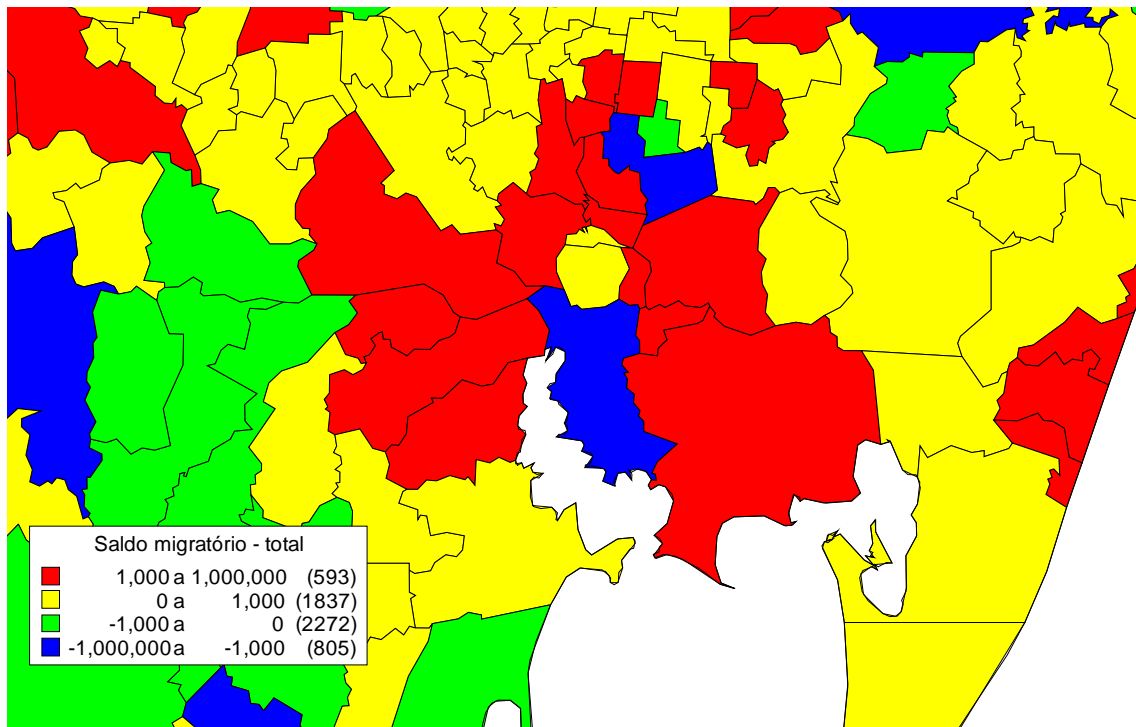 Saldo migratório - total
1,000 a 1,000,000 (593)
0 a 1,000 (1837)
-1,000 a 0 (2272)
-1,000,000 a -1,000 (805)